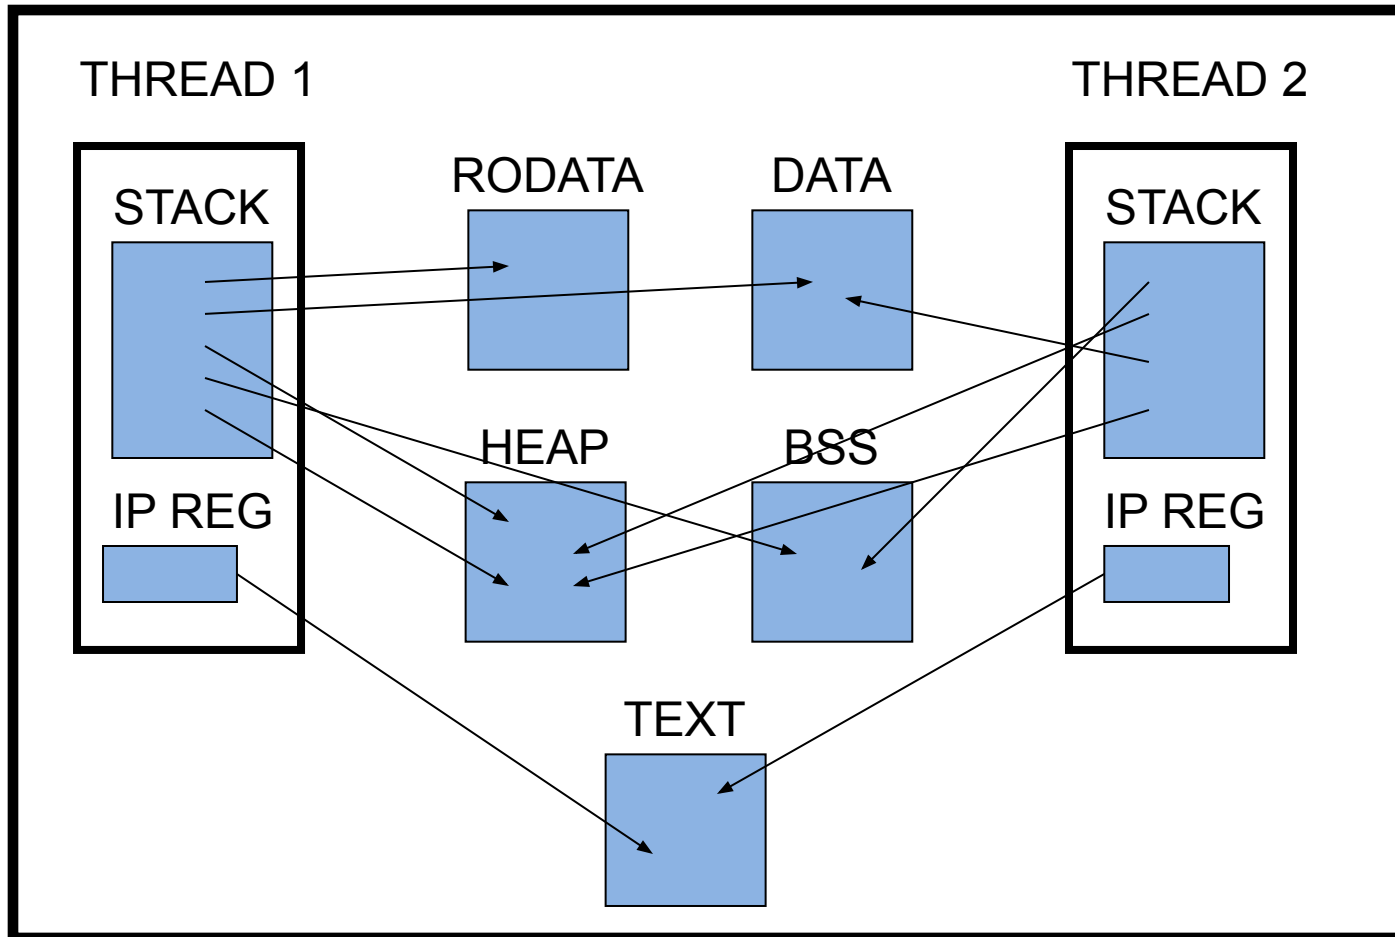 THREAD 1
THREAD 2
RODATA
DATA
STACK
STACK
HEAP
BSS
IP REG
IP REG
TEXT